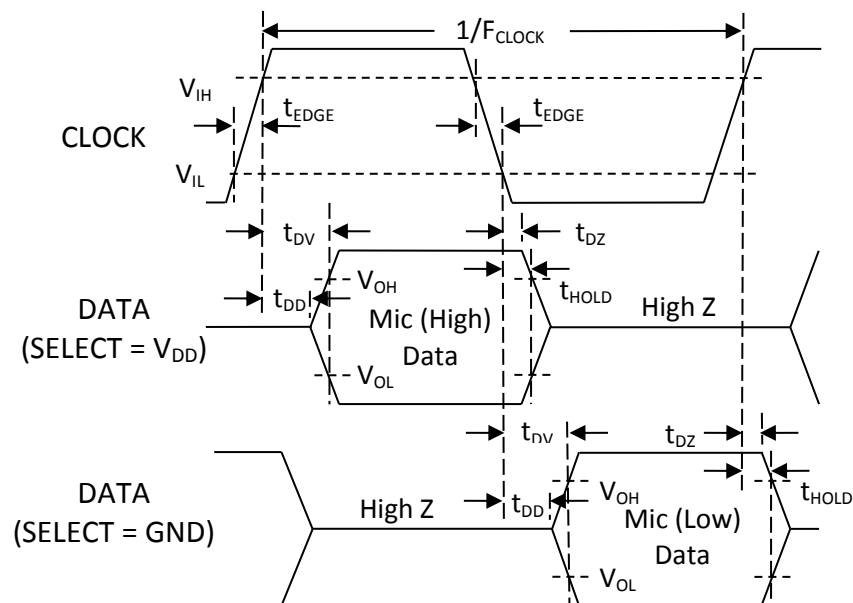 1/F_CLOCK
V_IH
t_EDGE
t_EDGE
CLOCK
V_IL
t_DV
t_DZ
V_OH
t_HOLD
t_DD
High Z
Mic (High)
Data
DATA
(SELECT = V_DD)
V_OL
t_DV
t_DZ
DATA
(SELECT = GND)
High Z
t_DD
V_OH
t_HOLD
Mic (Low)
Data
V_OL